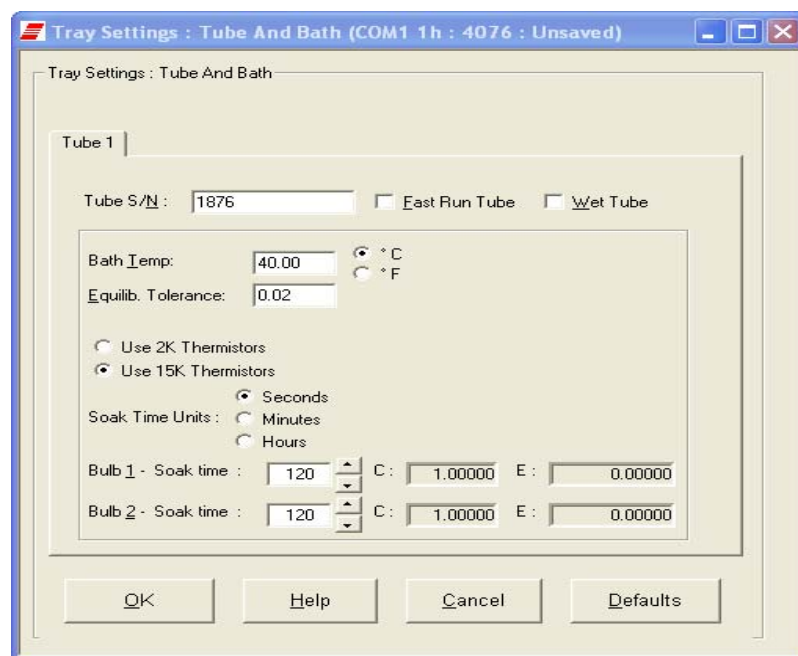 Tray Settings : Tube And Bath (COM1 1h : 4076 : Unsaved)
Tray Settings : Tube And Bath
Tube 1
Tube S/N : 1876 Fast Run Tube Wet Tube
Bath Temp: 40.00 ° C
° F
Equilib. Tolerance: 0.02
Use 2K Thermistors
Use 15K Thermistors
Seconds
Soak Time Units : Minutes
Hours
Bulb 1 - Soak time : 120 C : 1.00000 E : 0.00000
Bulb 2 - Soak time : 120 C : 1.00000 E : 0.00000
OK Help Cancel Defaults